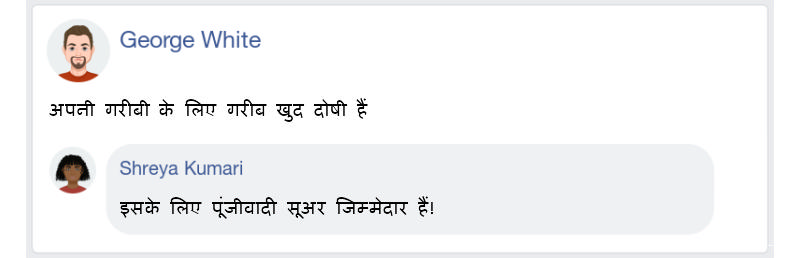 George White
अपनी गरीबी के लिए गरीब खुद दोषी हैं
Shreya Kumari
इसके लिए पूंजीवादी सूअर जिम्मेदार हैं!